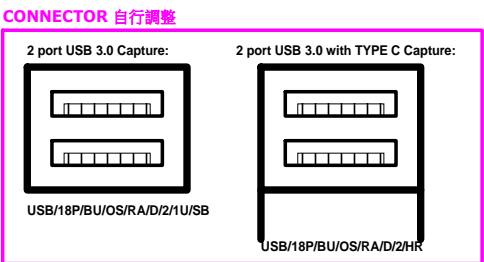 CONNECTOR 自行調整
2 port USB 3.0 Capture:
2 port USB 3.0 with TYPE C Capture:
USB/18P/BU/OS/RA/D/2/1U/SB
USB/18P/BU/OS/RA/D/2/HR